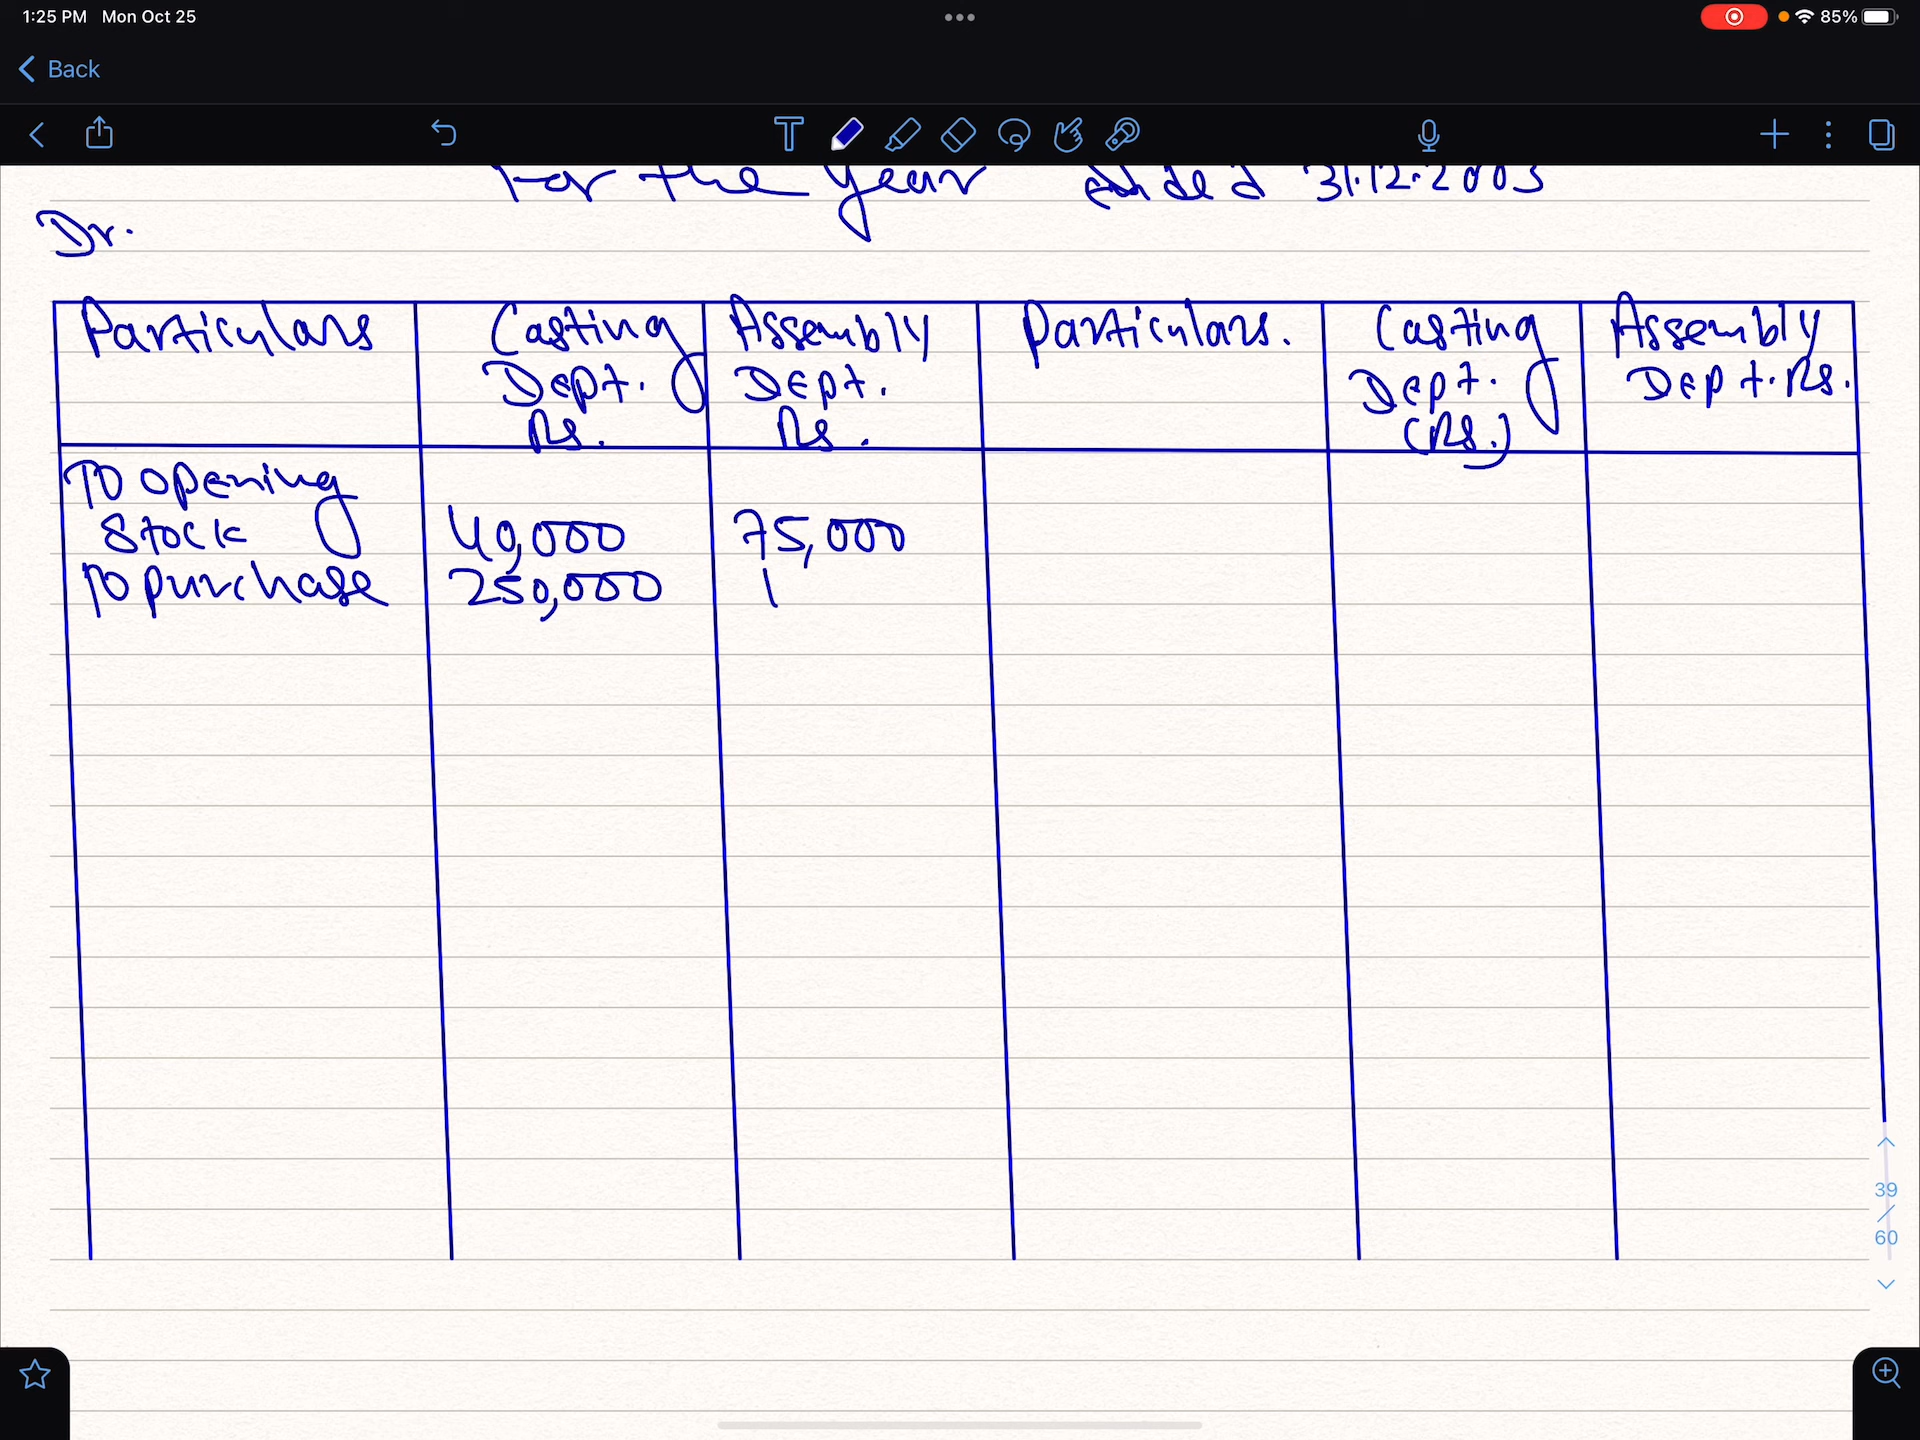 1:25 PM Mon Oct 25
85%
Back
For the Year ended 31.12.2003
Dr.
Particulars Casting Dept. Rs. Assembly Dept. Rs. Particulars. Casting Dept. (Rs.) Assembly Dept. Rs.
To opening
Stock 40,000 75,000
To purchase 250,000 1
39
/
60